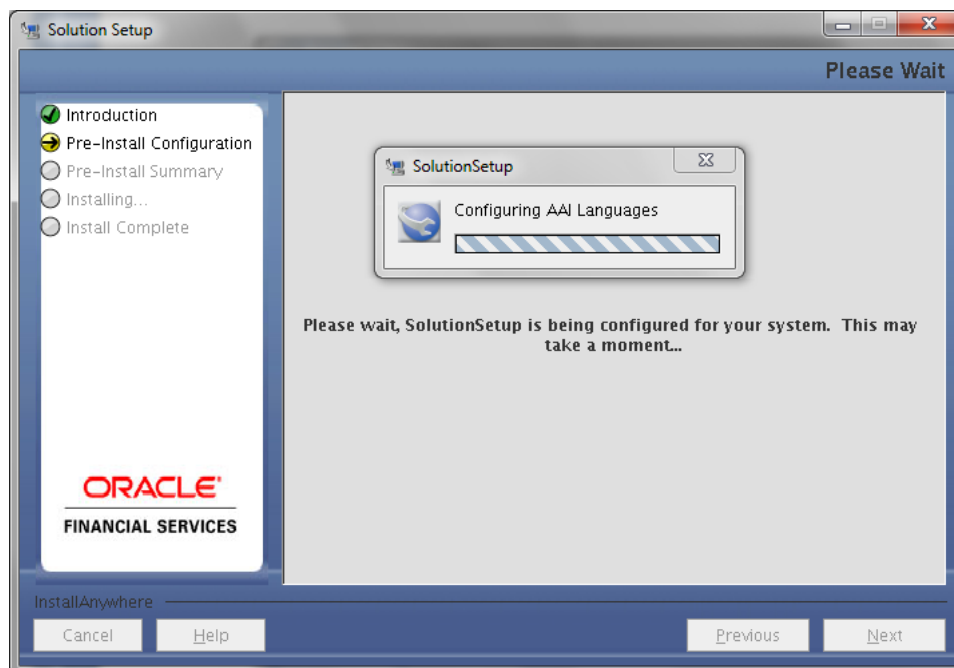 Solution Setup
Please Wait
Introduction
Pre-Install Configuration
Pre-Install Summary
Installing...
Install Complete
SolutionSetup
Configuring AAI Languages
Please wait, SolutionSetup is being configured for your system. This may
take a moment...
ORACLE'
FINANCIAL SERVICES
InstallAnywhere
Cancel
Help
Previous
Next